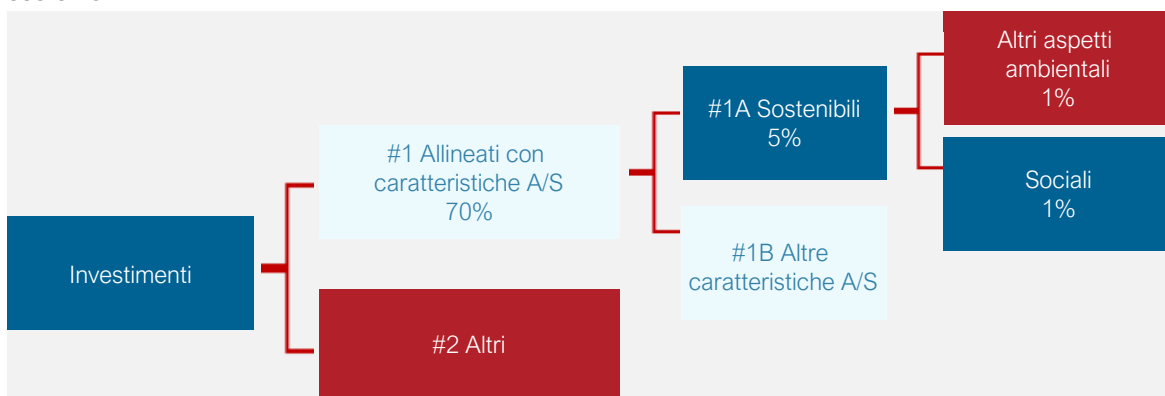 Altri aspetti
ambientali
1%
#1A Sostenibili
5%
#1 Allineati con
caratteristiche A/S
70%
Sociali
1%
Investimenti
#1B Altre
caratteristiche A/S
#2 Altri